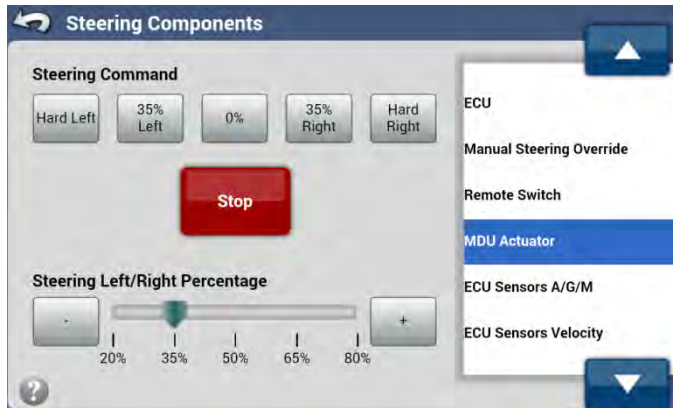 Steering Components
Steering Command
Hard Left
35%
Left
0%
35%
Right
Hard
Right
Stop
Steering Left/Right Percentage
-
+
20% 35% 50% 65% 80%
?
ECU
Manual Steering Override
Remote Switch
MDU Actuator
ECU Sensors A/G/M
ECU Sensors Velocity